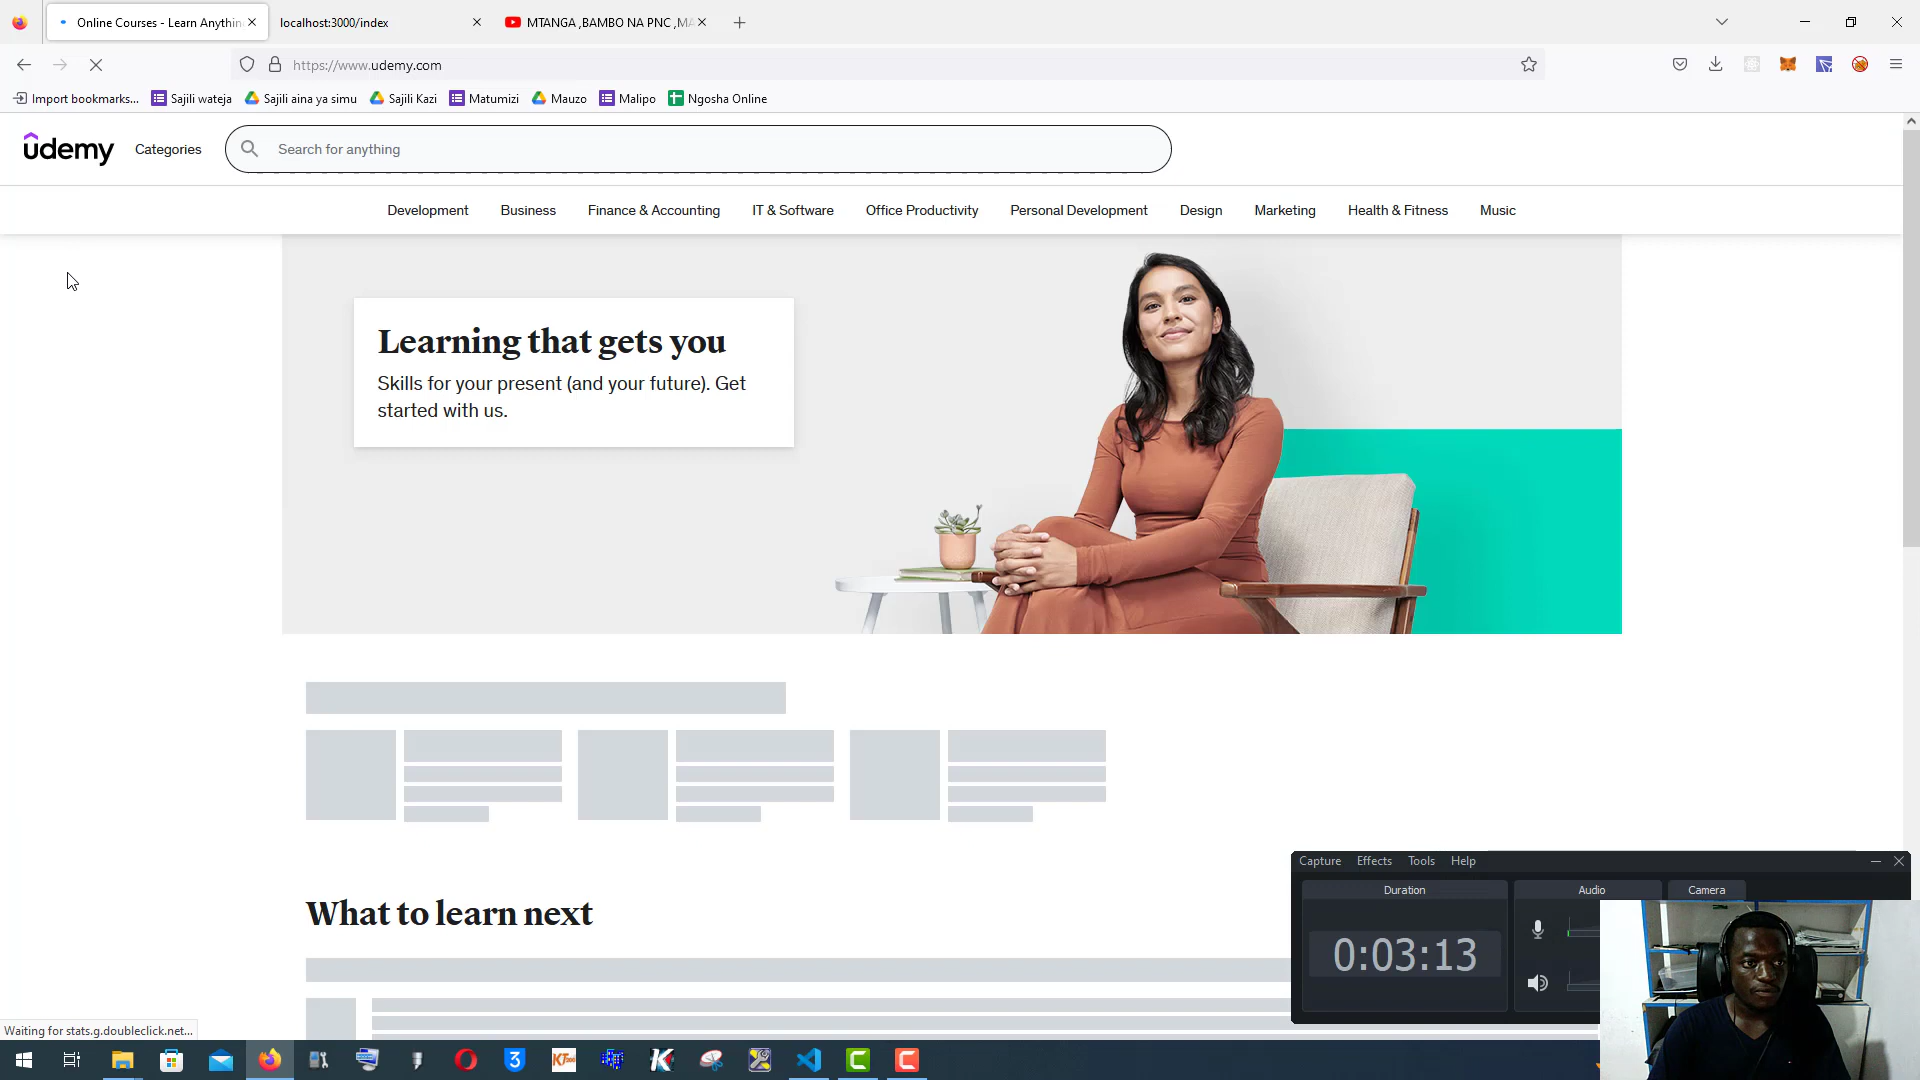 Online Courses - Learn Anythin
localhost:3000/index
MTANGA ,BAMBO NA PNC ,MA
https://www.udemy.com
Import bookmarks...
Sajili wateja
Sajili aina ya simu
Sajili Kazi
Matumizi
Mauzo
Malipo
Ngosha Online
udemy
Categories
Search for anything
Development
Business
Finance & Accounting
IT & Software
Office Productivity
Personal Development
Design
Marketing
Health & Fitness
Music
Learning that gets you
Skills for your present (and your future). Get
started with us.
What to learn next
Capture
Effects
Tools
Help
Duration
Audio
Camera
0:03:13
Waiting for stats.g.doubleclick.net...